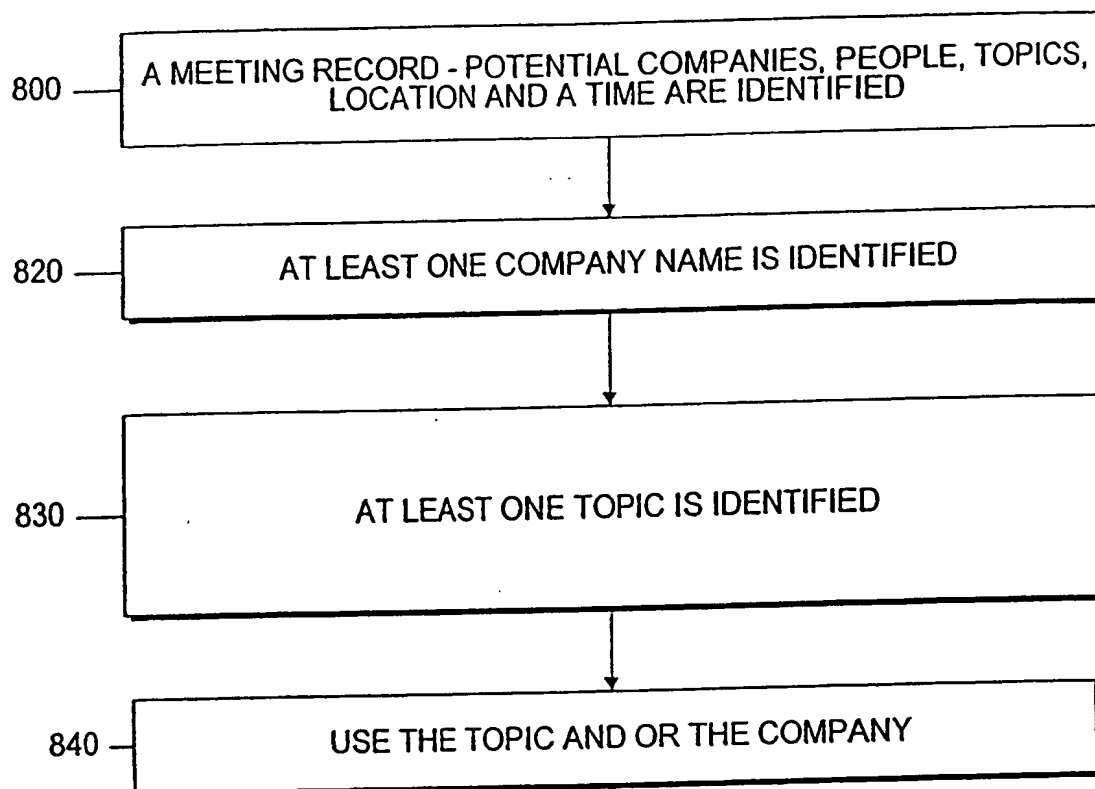 800
A MEETING RECORD - POTENTIAL COMPANIES, PEOPLE, TOPICS,
LOCATION AND A TIME ARE IDENTIFIED
820
AT LEAST ONE COMPANY NAME IS IDENTIFIED
830
AT LEAST ONE TOPIC IS IDENTIFIED
840
USE THE TOPIC AND OR THE COMPANY